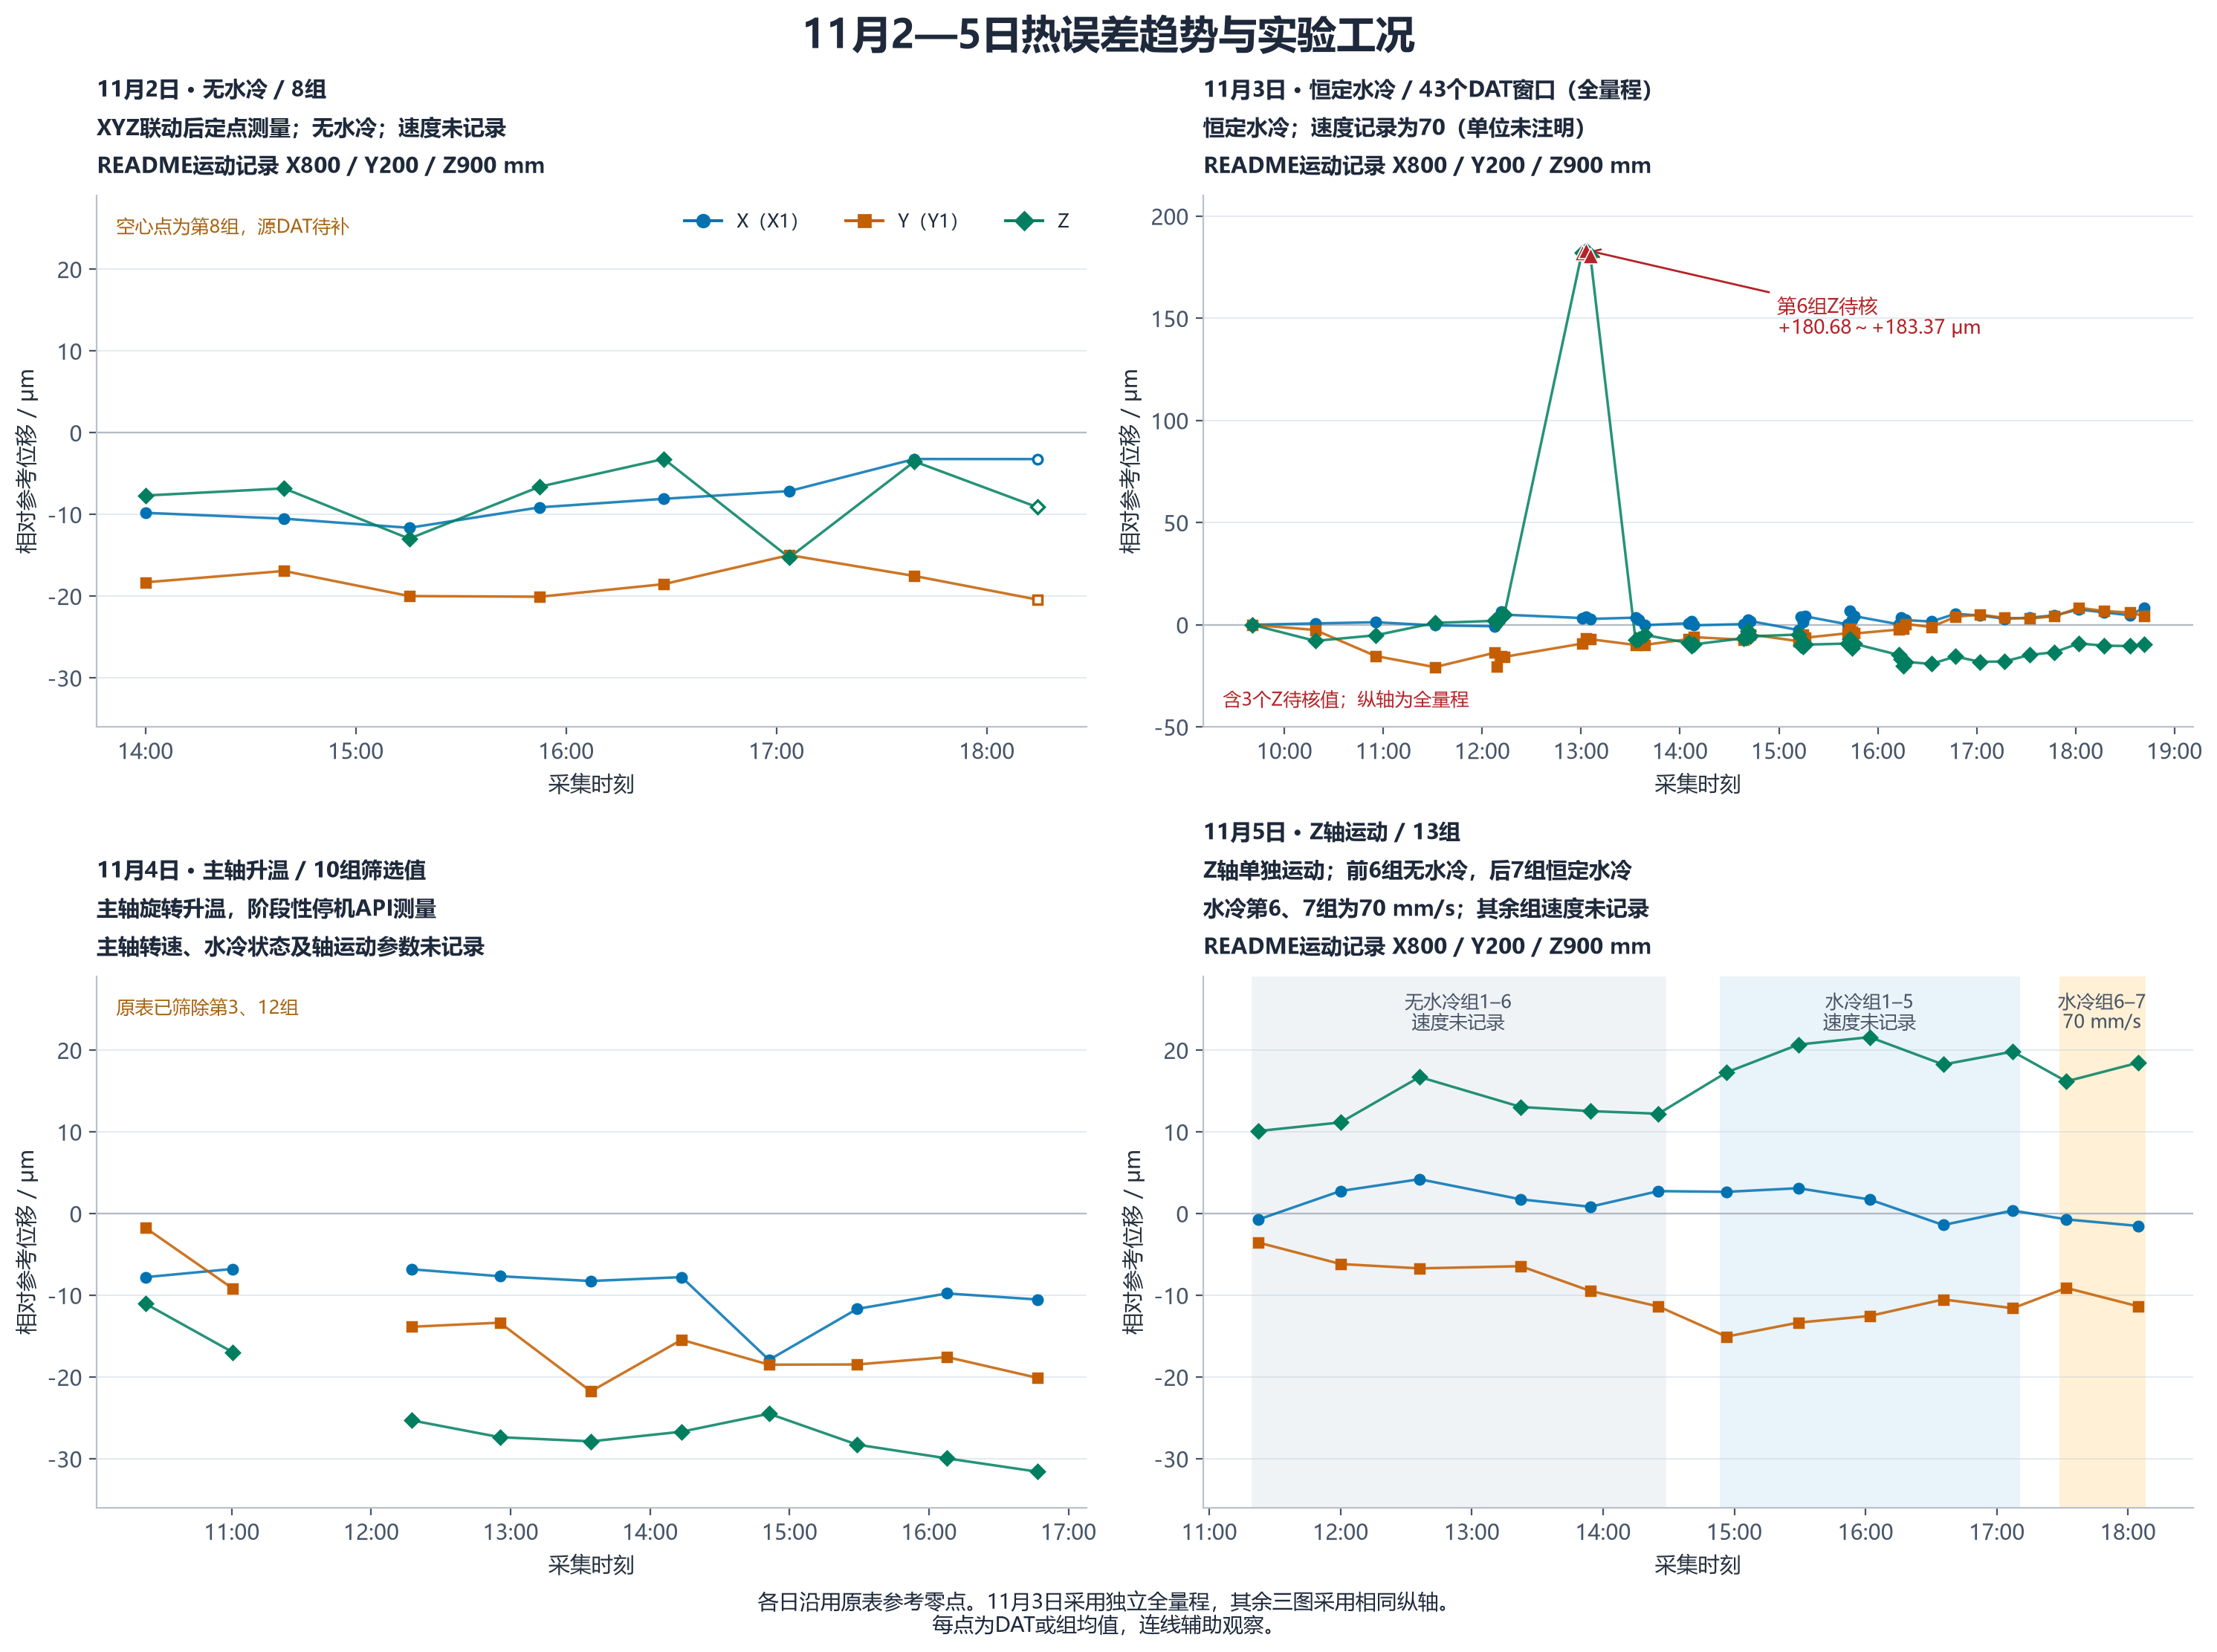 11月2—5日热误差趋势与实验工况
11月2日 • 无水冷 / 8组
XYZ联动后定点测量；无水冷；速度未记录
README运动记录 X800 / Y200 / Z900 mm
空心点为第8组，源DAT待补
X（X1）
Y（Y1）
Z
20
10
0
-10
-20
-30
相对参考位移 / μm
14:00
15:00
16:00
17:00
18:00
采集时刻
11月3日 • 恒定水冷 / 43个DAT窗口（全量程）
恒定水冷；速度记录为70（单位未注明）
README运动记录 X800 / Y200 / Z900 mm
第6组Z待核
+180.68 ~ +183.37 μm
含3个Z待核值；纵轴为全量程
200
150
100
50
0
-50
相对参考位移 / μm
10:00
11:00
12:00
13:00
14:00
15:00
16:00
17:00
18:00
19:00
采集时刻
11月4日 • 主轴升温 / 10组筛选值
主轴旋转升温，阶段性停机API测量
主轴转速、水冷状态及轴运动参数未记录
原表已筛除第3、12组
20
10
0
-10
-20
-30
相对参考位移 / μm
11:00
12:00
13:00
14:00
15:00
16:00
17:00
采集时刻
11月5日 • Z轴运动 / 13组
Z轴单独运动；前6组无水冷，后7组恒定水冷
水冷第6、7组为70 mm/s；其余组速度未记录
README运动记录 X800 / Y200 / Z900 mm
无水冷组1–6
速度未记录
水冷组1–5
速度未记录
水冷组6–7
70 mm/s
20
10
0
-10
-20
-30
相对参考位移 / μm
11:00
12:00
13:00
14:00
15:00
16:00
17:00
18:00
采集时刻
各日沿用原表参考零点。11月3日采用独立全量程，其余三图采用相同纵轴。
每点为DAT或组均值，连线辅助观察。